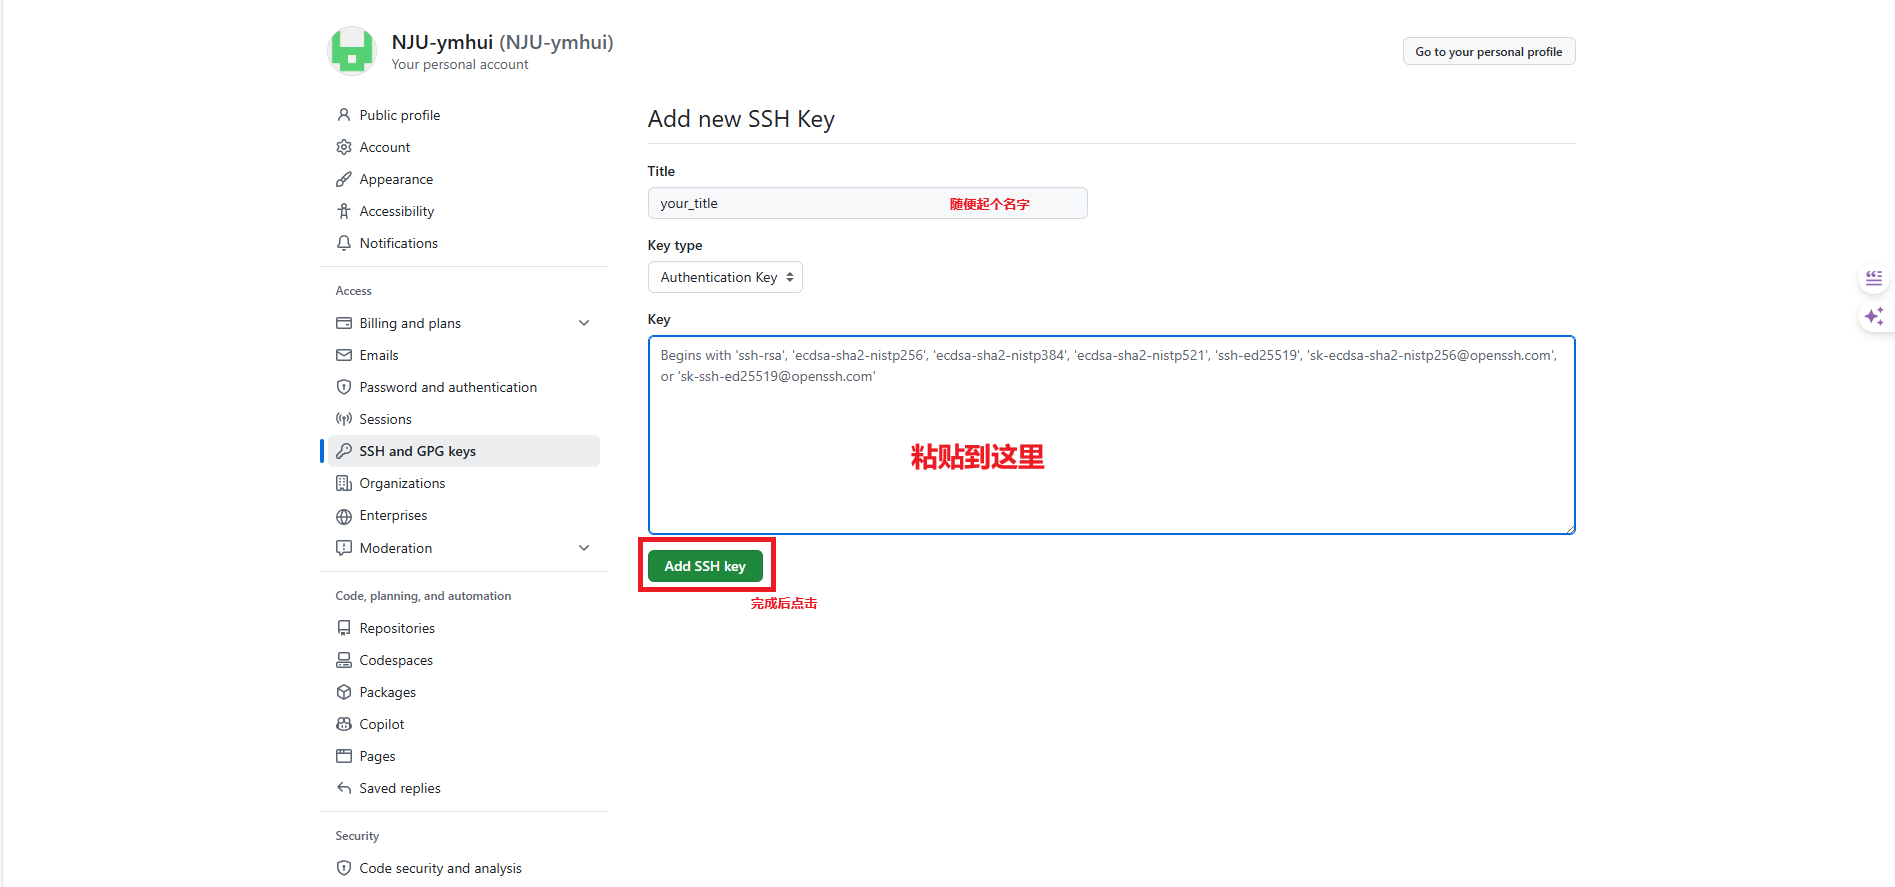 NJU-ymhui (NJU-ymhui)
Your personal account
Go to your personal profile
Public profile
Account
Appearance
Accessibility
Notifications
Access
Billing and plans
Emails
Password and authentication
Sessions
SSH and GPG keys
Organizations
Enterprises
Moderation
Code, planning, and automation
Repositories
Codespaces
Packages
Copilot
Pages
Saved replies
Security
Code security and analysis
Add new SSH Key
Title
your_title 随便起个名字
Key type
Authentication Key
Key
Begins with 'ssh-rsa', 'ecdsa-sha2-nistp256', 'ecdsa-sha2-nistp384', 'ecdsa-sha2-nistp521', 'ssh-ed25519', 'sk-ecdsa-sha2-nistp256@openssh.com',
or 'sk-ssh-ed25519@openssh.com'
粘贴到这里
Add SSH key
完成后点击